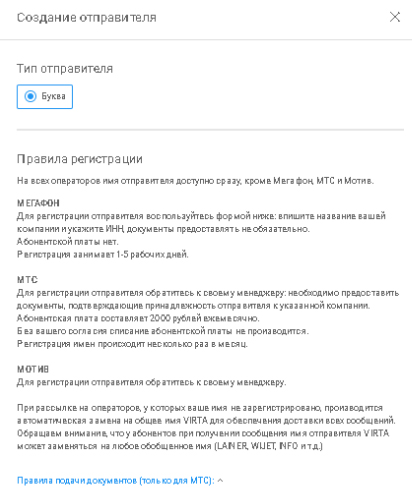 Создание отправителя
Тип отправителя
Буква
Правила регистрации
На всех операторов имя отправителя доступно сразу, кроме Мегафон, МТС и Мотив.
МЕГАФОН
Для регистрации отправителя воспользуйтесь формой ниже: впишите название вашей
компании и укажите ИНН, документы предоставлять не обязательно.
Абонентской платы нет.
Регистрация занимает 1-5 рабочих дней.
МТС
Для регистрации отправителя обратитесь к своему менеджеру: необходимо предоставить
документы, подтверждающие принадлежность отправителя к указанной компании.
Абонентская плата составляет 2000 рублей ежемесячно.
Без вашего согласия списание абонентской платы не производится.
Регистрация имен происходит несколько раз в месяц.
МОТИВ
Для регистрации отправителя обратитесь к своему менеджеру.
При рассылке на операторов, у которых ваше имя не зарегистрировано, производится
автоматическая замена на общее имя VIRTA для обеспечения доставки всех сообщений.
Обращаем внимание, что у абонентов при получении сообщения имя отправителя VIRTA
может заменяться на любое обобщенное имя (LAINER, WIJET, INFO и т.д.)
Правила подачи документов (только для МТС):